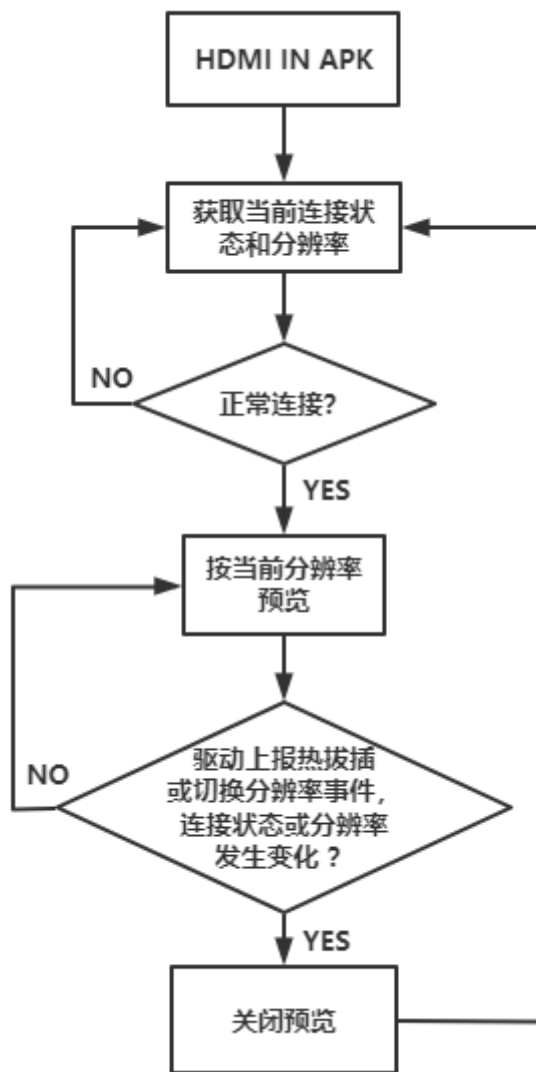 HDMI IN APK
获取当前连接状
态和分辨率
NO
正常连接?
YES
按当前分辨率
预览
NO
驱动上报热拔插
或切换分辨率事件，
连接状态或分辨率
发生变化？
YES
关闭预览